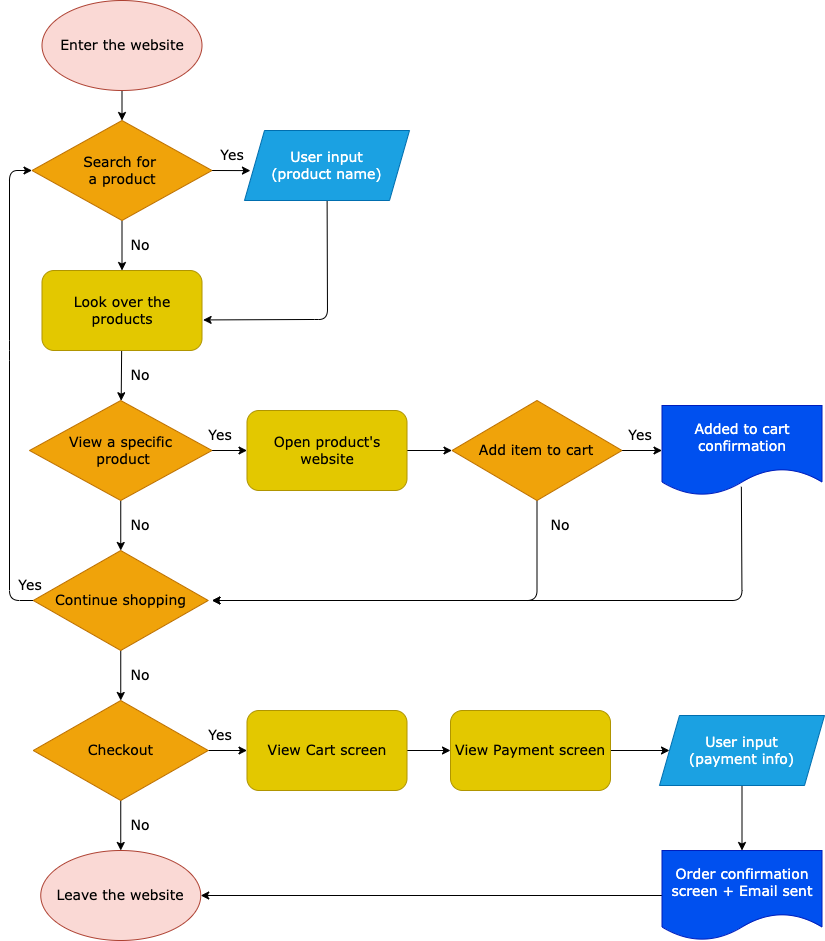 Enter the website
Search for
a product
Yes
User input
(product name)
No
Look over the
products
No
View a specific
product
Yes
Open product's
website
Add item to cart
Yes
Added to cart
confirmation
No
No
Yes
Continue shopping
No
Checkout
Yes
View Cart screen
View Payment screen
User input
(payment info)
No
Leave the website
Order confirmation
screen + Email sent